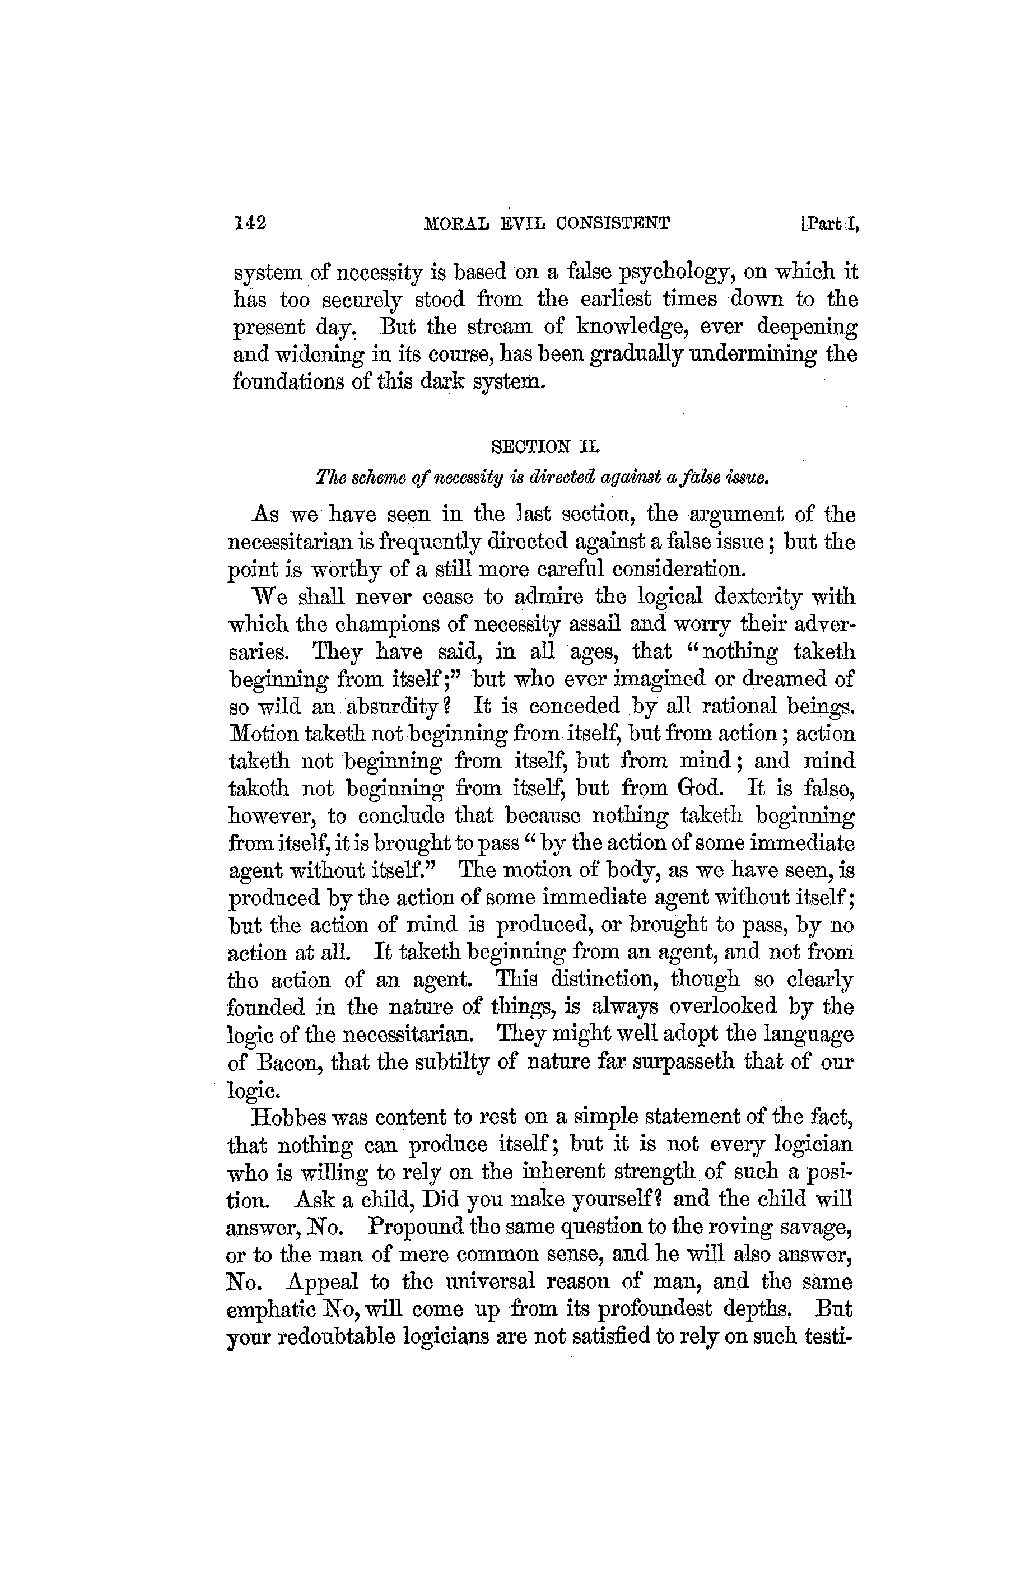 142 MORAL EVIL CONSISTENT [Part I,
system of necessity is based on a false psychology, on which it
has too securely stood from the earliest times down to the
present day. But the stream of knowledge, ever deepening
and widening in its course, has been gradually undermining the
foundations of this dark system.
SECTION II.
The scheme of necessity is directed against a false issue.
As we have seen in the last section, the argument of the
necessitarian is frequently directed against a false issue; but the
point is worthy of a still more careful consideration.
We shall never cease to admire the logical dexterity with
which the champions of necessity assail and worry their adver-
saries. They have said, in all ages, that "nothing taketh
beginning from itself;" but who ever imagined or dreamed of
so wild an absurdity? It is conceded by all rational beings.
Motion taketh not beginning from itself, but from action; action
taketh not beginning from itself, but from mind; and mind
taketh not beginning from itself, but from God. It is false,
however, to conclude that because nothing taketh beginning
from itself, it is brought to pass "by the action of some immediate
agent without itself." The motion of body, as we have seen, is
produced by the action of some immediate agent without itself;
but the action of mind is produced, or brought to pass, by no
action at all. It taketh beginning from an agent, and not from
the action of an agent. This distinction, though so clearly
founded in the nature of things, is always overlooked by the
logic of the necessitarian. They might well adopt the language
of Bacon, that the subtilty of nature far surpasseth that of our
logic.
Hobbes was content to rest on a simple statement of the fact,
that nothing can produce itself; but it is not every logician
who is willing to rely on the inherent strength of such a posi-
tion. Ask a child, Did you make yourself? and the child will
answer, No. Propound the same question to the roving savage,
or to the man of mere common sense, and he will also answer,
No. Appeal to the universal reason of man, and the same
emphatic No, will come up from its profoundest depths. But
your redoubtable logicians are not satisfied to rely on such testi-